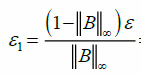 ε₁ = (1−‖B‖∞)ε / ‖B‖∞ =